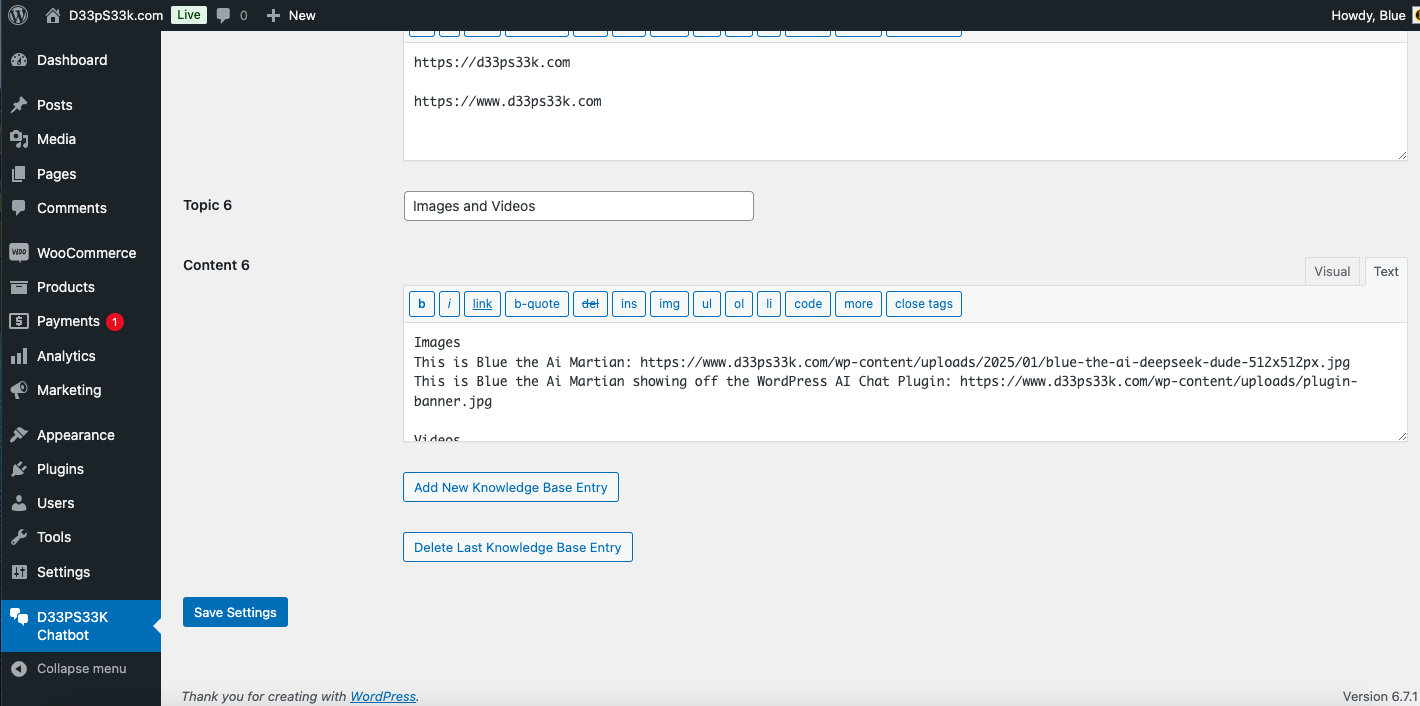 D33pS33k.com Live 0 New Howdy, Blue
Dashboard
Posts
Media
Pages
Comments
WooCommerce
Products
Payments 1
Analytics
Marketing
Appearance
Plugins
Users
Tools
Settings
D33PS33K
Chatbot
Collapse menu
https://d33ps33k.com
https://www.d33ps33k.com
Topic 6
Images and Videos
Content 6
Visual Text
b i link b-quote del ins img ul ol li code more close tags
Images
This is Blue the Ai Martian: https://www.d33ps33k.com/wp-content/uploads/2025/01/blue-the-ai-deepseek-dude-512x512px.jpg
This is Blue the Ai Martian showing off the WordPress AI Chat Plugin: https://www.d33ps33k.com/wp-content/uploads/plugin-
banner.jpg
Videos
Add New Knowledge Base Entry
Delete Last Knowledge Base Entry
Save Settings
Thank you for creating with WordPress.
Version 6.7.1